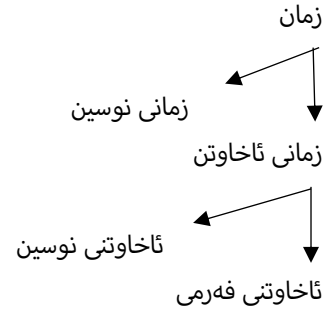 زمان
زمانی نوسین
زمانی ئاخاوتن
ئاخاوتنی نوسین
ئاخاوتنی فەرمی